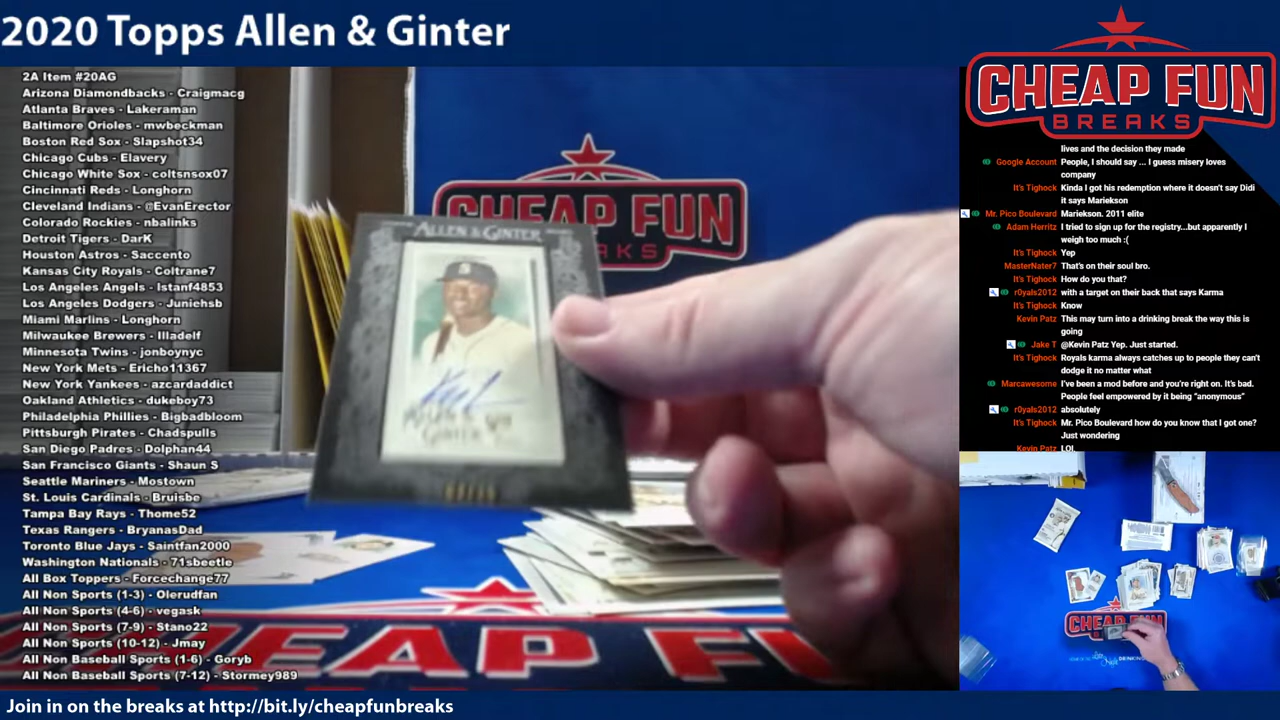 2020 Topps Allen & Ginter
2A Item #20AG
Arizona Diamondbacks - Craigmacg
Atlanta Braves - Lakeraman
Baltimore Orioles - mwbeckman
Boston Red Sox - Slapshot34
Chicago Cubs - Elavery
Chicago White Sox - coltsnsox07
Cincinnati Reds - Longhorn
Cleveland Indians - @EvanErector
Colorado Rockies - nbalinks
Detroit Tigers - DarK
Houston Astros - Saccento
Kansas City Royals - Coltrane7
Los Angeles Angels - Istanf4853
Los Angeles Dodgers - Juniehsb
Miami Marlins - Longhorn
Milwaukee Brewers - Illadelf
Minnesota Twins - jonboynyc
New York Mets - Ericho11367
New York Yankees - azcardaddict
Oakland Athletics - dukeboy73
Philadelphia Phillies - Bigbadbloom
Pittsburgh Pirates - Chadspulls
San Diego Padres - Dolphan44
San Francisco Giants - Shaun S
Seattle Mariners - Mostown
St. Louis Cardinals - Bruisbe
Tampa Bay Rays - Thome52
Texas Rangers - BryanasDad
Toronto Blue Jays - Saintfan2000
Washington Nationals - 71sbeetle
All Box Toppers - Forcechange77
All Non Sports (1-3) - Olerudfan
All Non Sports (4-6) - vegask
All Non Sports (7-9) - Stano22
All Non Sports (10-12) - Jmay
All Non Baseball Sports (1-6) - Goryb
All Non Baseball Sports (7-12) - Stormey989
CHEAP FUN
BREAKS
ALLEN & GINTER
CHEAP FUN
CHEAP FUN
BREAKS
lives and the decision they made
Google Account People, I should say ... I guess misery loves
company
It's Tighock Kinda I got his redemption where it doesn't say Didi
it says Mariekson
Mr. Pico Boulevard Mariekson. 2011 elite
Adam Herritz I tried to sign up for the registry...but apparently I
weigh too much :(
It's Tighock Yep
MasterNater7 That's on their soul bro.
It's Tighock How do you that?
r0yals2012 with a target on their back that says Karma
It's Tighock Know
Kevin Patz This may turn into a drinking break the way this is
going
Jake T @Kevin Patz Yep. Just started.
It's Tighock Royals karma always catches up to people they can't
dodge it no matter what
Marcawesome I've been a mod before and you're right on. It's bad.
People feel empowered by it being "anonymous"
r0yals2012 absolutely
It's Tighock Mr. Pico Boulevard how do you know that I got one?
Just wondering
Kevin Patz LOL
CHEAP FUN
Join in on the breaks at http://bit.ly/cheapfunbreaks